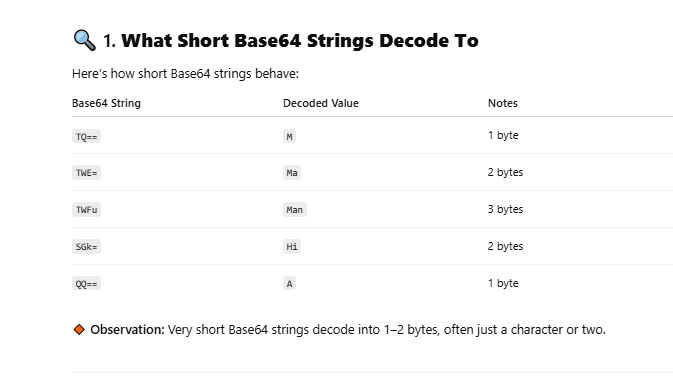 🔍 1. What Short Base64 Strings Decode To
Here's how short Base64 strings behave:
Base64 String Decoded Value Notes
TQ== M 1 byte
TWE= Ma 2 bytes
TWFu Man 3 bytes
SGk= Hi 2 bytes
QQ== A 1 byte
🔸 Observation: Very short Base64 strings decode into 1–2 bytes, often just a character or two.